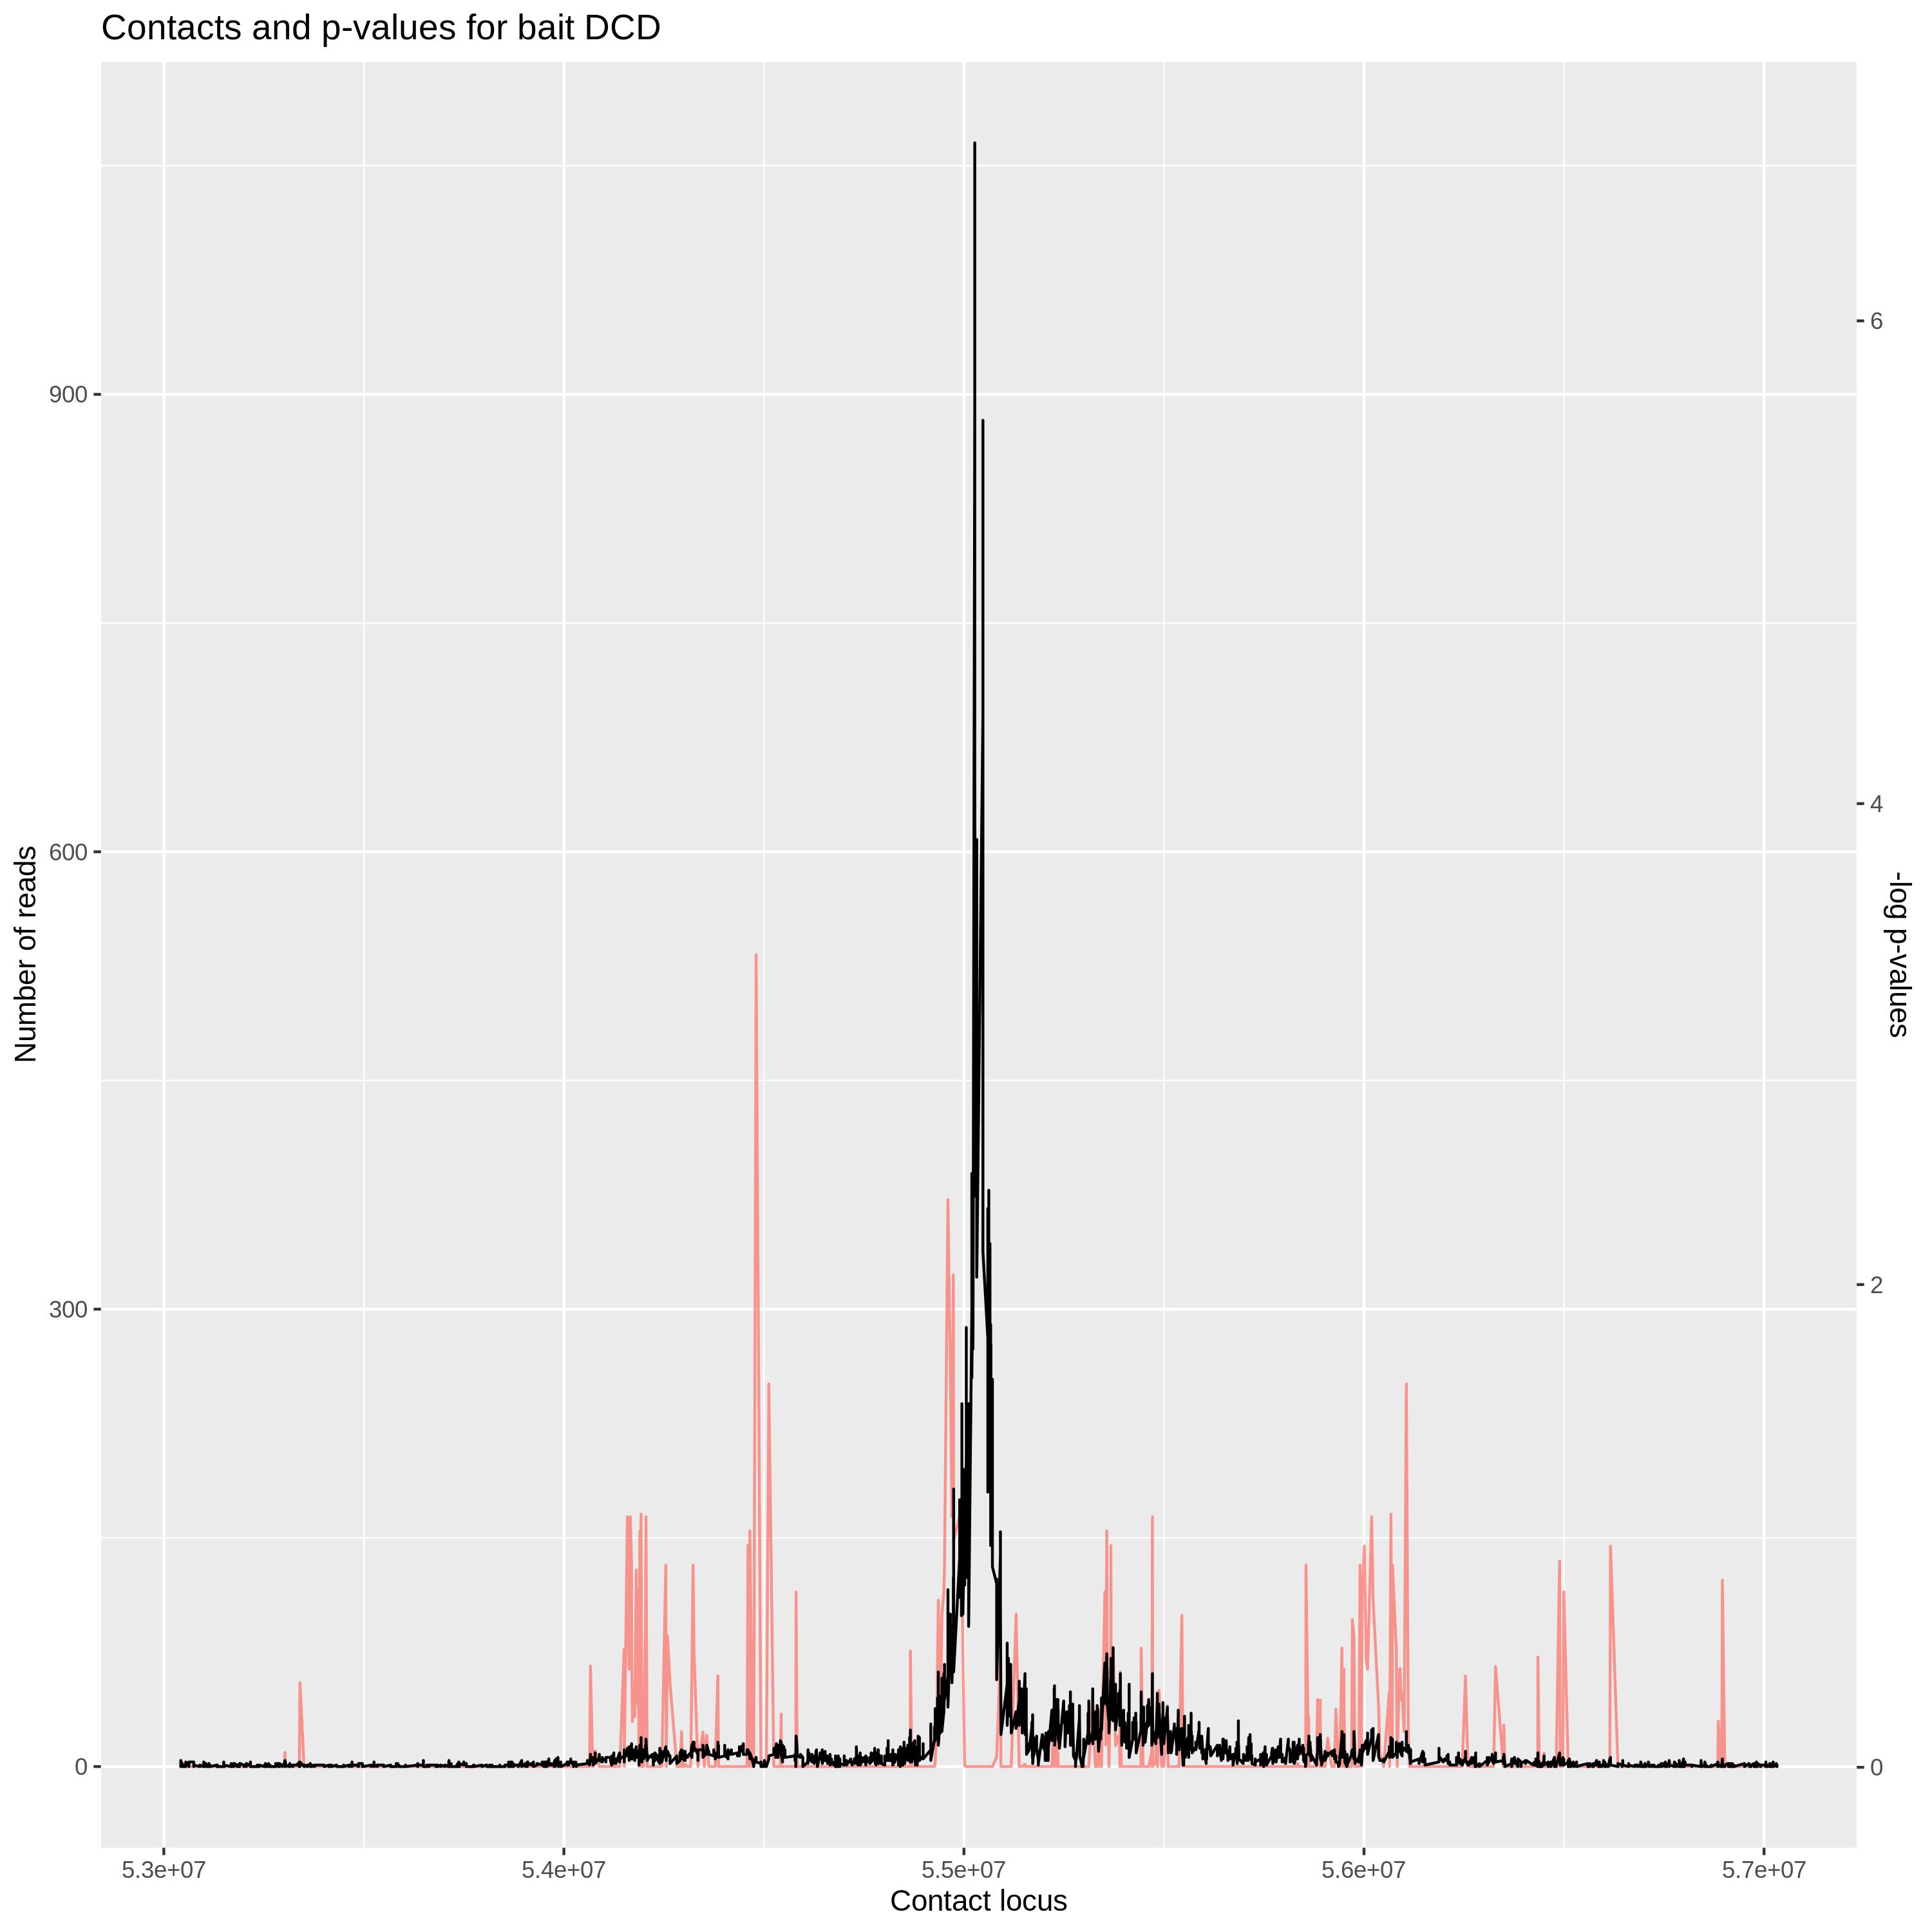 Contacts and p-values for bait DCD
Number of reads
900
600
300
0
6
4
2
0
-log p-values
5.3e+07
5.4e+07
5.5e+07
5.6e+07
5.7e+07
Contact locus